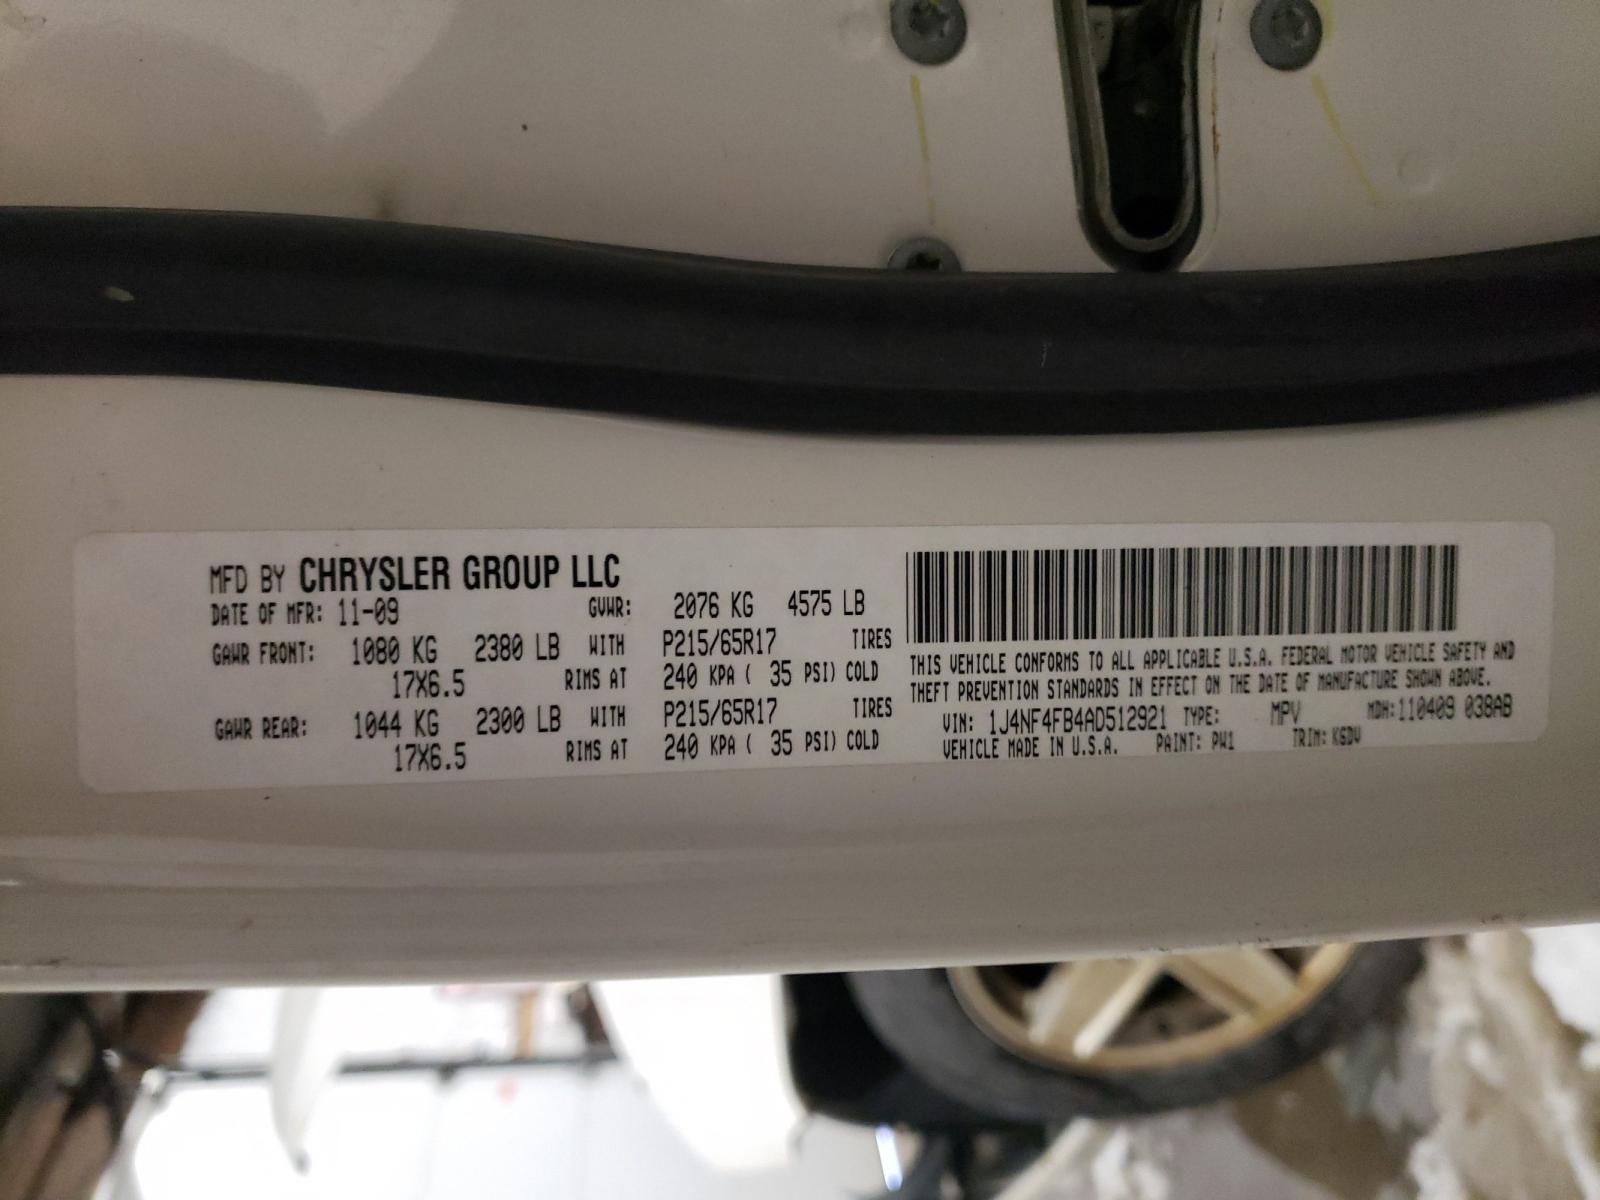 MFD BY CHRYSLER GROUP LLC
DATE OF MFR: 11-09 GVWR: 2076 KG 4575 LB
GAWR FRONT: 1080 KG 2380 LB WITH P215/65R17 TIRES
17X6.5 RIMS AT 240 KPA ( 35 PSI) COLD
GAWR REAR: 1044 KG 2300 LB WITH P215/65R17 TIRES
17X6.5 RIMS AT 240 KPA ( 35 PSI) COLD
THIS VEHICLE CONFORMS TO ALL APPLICABLE U.S.A. FEDERAL MOTOR VEHICLE SAFETY AND
THEFT PREVENTION STANDARDS IN EFFECT ON THE DATE OF MANUFACTURE SHOWN ABOVE.
VIN: 1J4NF4FB4AD512921 TYPE: MPV MDH:110409 038AB
VEHICLE MADE IN U.S.A. PAINT: PW1 TRIM: KGDV